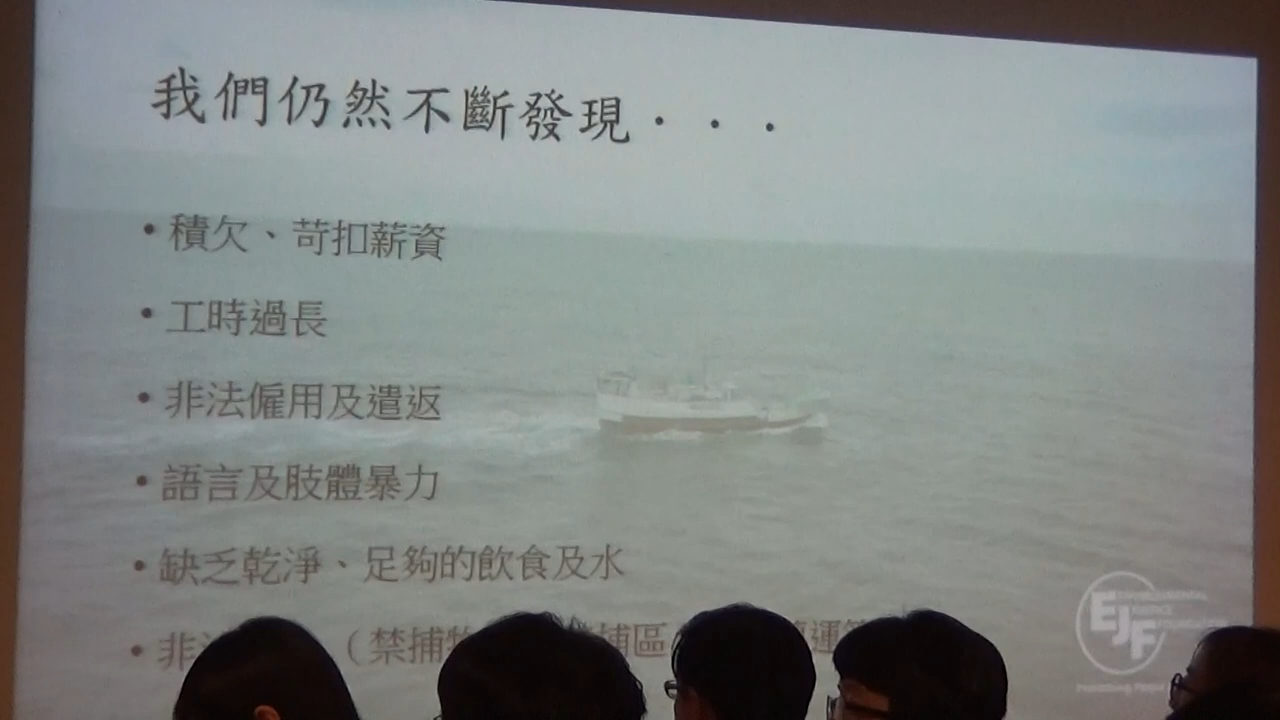 我們仍然不斷發現・・・
•積欠、苛扣薪資
•工時過長
•非法僱用及遣返
•語言及肢體暴力
•缺乏乾淨、足夠的飲食及水
•非 （禁捕 捕區 運
EJF